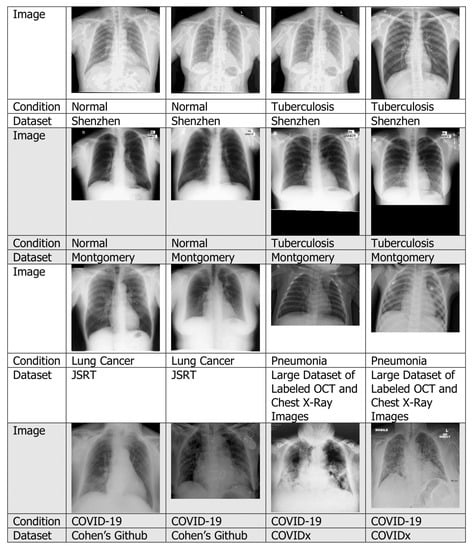 Image
Condition Normal Normal Tuberculosis Tuberculosis
Dataset Shenzhen Shenzhen Shenzhen Shenzhen
Image
Condition Normal Normal Tuberculosis Tuberculosis
Dataset Montgomery Montgomery Montgomery Montgomery
Image
Condition Lung Cancer Lung Cancer Pneumonia Pneumonia
Dataset JSRT JSRT Large Dataset of Large Dataset of
Labeled OCT and Labeled OCT and
Chest X-Ray Chest X-Ray
Images Images
Image
MOBILE
Condition COVID-19 COVID-19 COVID-19 COVID-19
Dataset Cohen's Github Cohen's Github COVIDx COVIDx